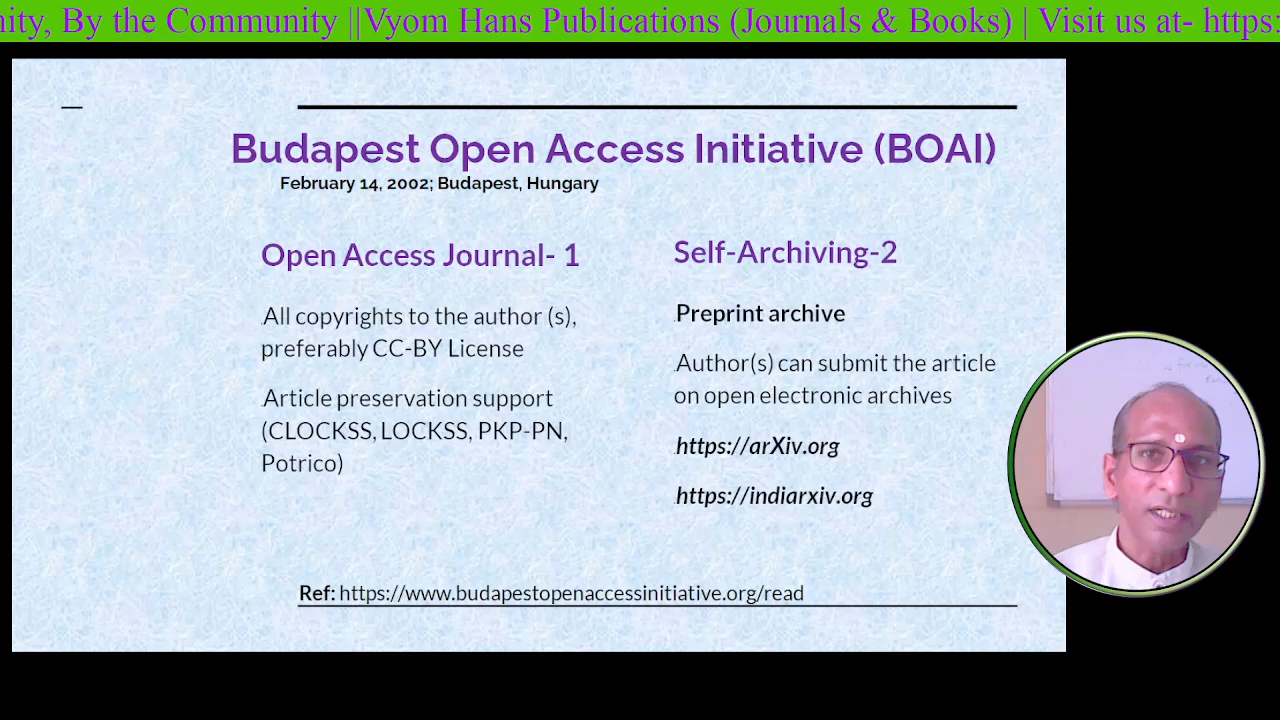 nity, By the Community ||Vyom Hans Publications (Journals & Books) | Visit us at- https:
Budapest Open Access Initiative (BOAI)
February 14, 2002; Budapest, Hungary
Open Access Journal- 1
All copyrights to the author (s),
preferably CC-BY License
Article preservation support
(CLOCKSS, LOCKSS, PKP-PN,
Potrico)
Self-Archiving-2
Preprint archive
Author(s) can submit the article
on open electronic archives
https://arXiv.org
https://indiarxiv.org
Ref: https://www.budapestopenaccessinitiative.org/read